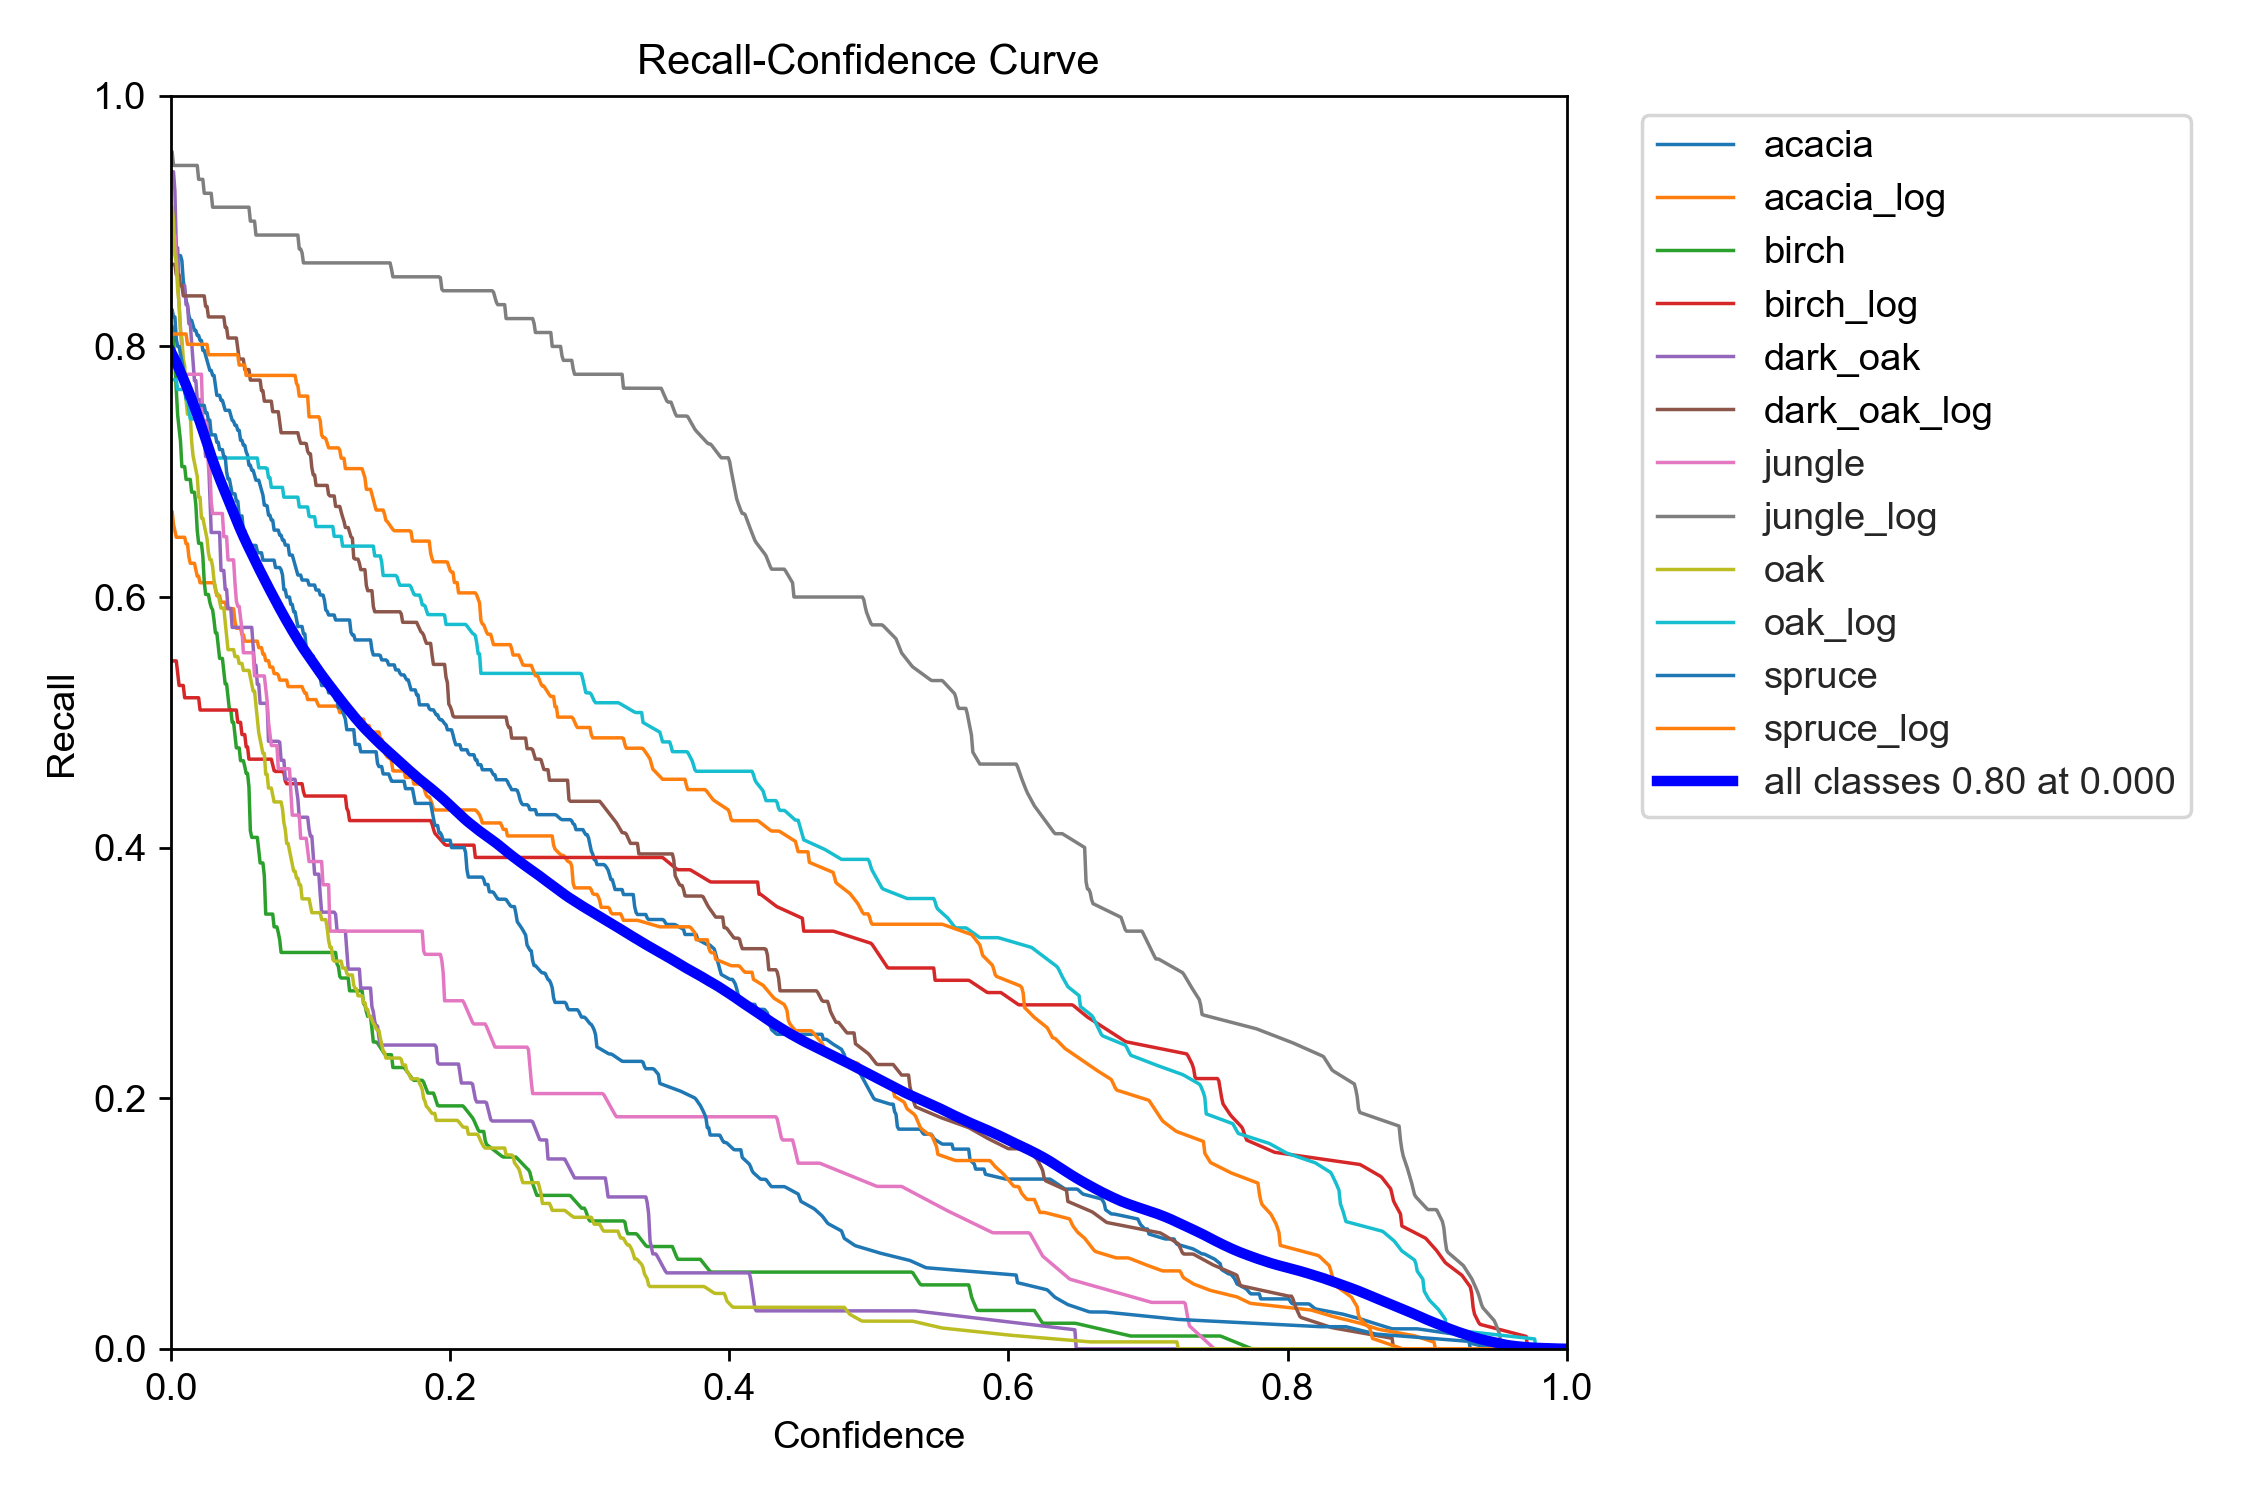 Recall-Confidence Curve
1.0
0.8
0.6
0.4
0.2
0.0
Recall
0.0 0.2 0.4 0.6 0.8 1.0
Confidence
acacia
acacia_log
birch
birch_log
dark_oak
dark_oak_log
jungle
jungle_log
oak
oak_log
spruce
spruce_log
all classes 0.80 at 0.000